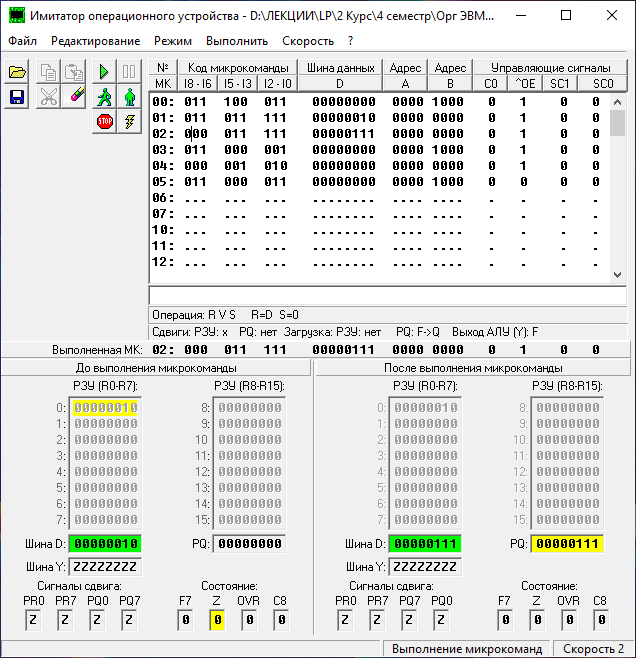 Имитатор операционного устройства - D:\ЛЕКЦИИ\LP\2 Курс\4 семестр\Орг ЭВМ...
Файл Редактирование Режим Выполнить Скорость ?
№ Код микрокоманды Шина данных Адрес Адрес Управляющие сигналы
МК I8 - I6 I5 - I3 I2 - I0 D A B C0 ^OE SC1 SC0
00: 011 100 011 00000000 0000 1000 0 1 0 0
01: 011 011 111 00000010 0000 0000 0 1 0 0
02: 000 011 111 00000111 0000 0000 0 1 0 0
03: 011 000 001 00000000 0000 1000 0 1 0 0
04: 000 001 010 00000000 0000 0000 0 1 0 0
05: 011 000 011 00000000 0000 1000 0 0 0 0
06: ... ... ... ........ .... .... . . . .
07: ... ... ... ........ .... .... . . . .
10: ... ... ... ........ .... .... . . . .
11: ... ... ... ........ .... .... . . . .
12: ... ... ... ........ .... .... . . . .
Операция: R V S R=D S=0
Сдвиги: РЗУ: x PQ: нет Загрузка: РЗУ: нет PQ: F->Q Выход АЛУ (Y): F
Выполненная МК: 02: 000 011 111 00000111 0000 0000 0 1 0 0
До выполнения микрокоманды После выполнения микрокоманды
РЗУ (R0-R7): РЗУ (R8-R15): РЗУ (R0-R7): РЗУ (R8-R15):
0: 00000010 8: 00000000 0: 00000010 8: 00000000
1: 00000000 9: 00000000 1: 00000000 9: 00000000
2: 00000000 10 00000000 2: 00000000 10 00000000
3: 00000000 11: 00000000 3: 00000000 11: 00000000
4: 00000000 12: 00000000 4: 00000000 12: 00000000
5: 00000000 13: 00000000 5: 00000000 13: 00000000
6: 00000000 14: 00000000 6: 00000000 14: 00000000
7: 00000000 15: 00000000 7: 00000000 15: 00000000
Шина D: 00000010 PQ: 00000000 Шина D: 00000111 PQ: 00000111
Шина Y: ZZZZZZZZ Шина Y: ZZZZZZZZ
Сигналы сдвига: Состояние: Сигналы сдвига: Состояние:
PR0 PR7 PQ0 PQ7 F7 Z OVR C8 PR0 PR7 PQ7 PQ0 F7 Z OVR C8
Z Z Z Z 0 0 0 0 Z Z Z Z 0 0 0 0
STOP
Выполнение микрокоманд Скорость 2